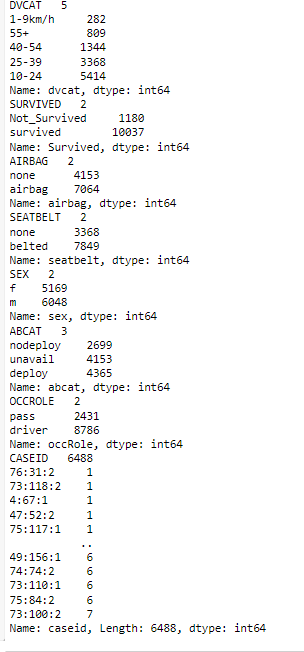 DVCAT 5
1-9km/h 282
55+ 809
40-54 1344
25-39 3368
10-24 5414
Name: dvcat, dtype: int64
SURVIVED 2
Not_Survived 1180
survived 10037
Name: Survived, dtype: int64
AIRBAG 2
none 4153
airbag 7064
Name: airbag, dtype: int64
SEATBELT 2
none 3368
belted 7849
Name: seatbelt, dtype: int64
SEX 2
f 5169
m 6048
Name: sex, dtype: int64
ABCAT 3
nodeploy 2699
unavail 4153
deploy 4365
Name: abcat, dtype: int64
OCCROLE 2
pass 2431
driver 8786
Name: occRole, dtype: int64
CASEID 6488
76:31:2 1
73:118:2 1
4:67:1 1
47:52:2 1
75:117:1 1
..
49:156:1 6
74:74:2 6
73:110:1 6
75:84:2 6
73:100:2 7
Name: caseid, Length: 6488, dtype: int64